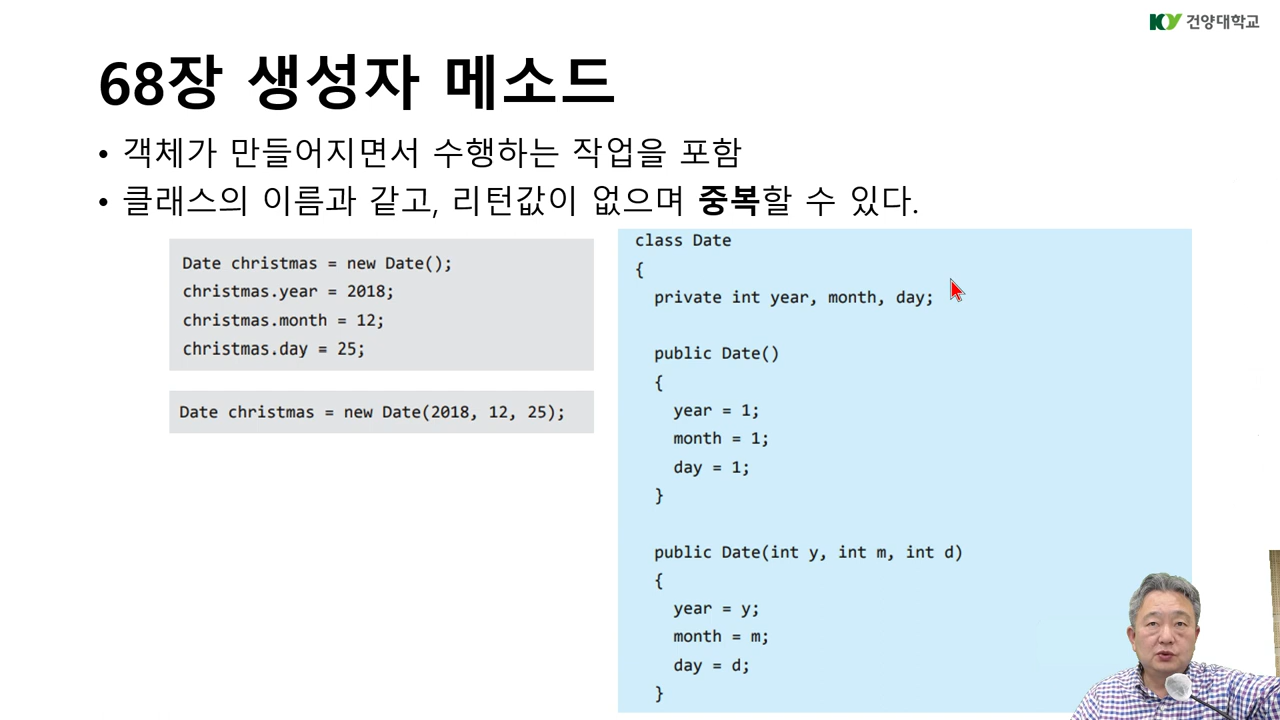 KY 건양대학교
68장 생성자 메소드
• 객체가 만들어지면서 수행하는 작업을 포함
• 클래스의 이름과 같고, 리턴값이 없으며 중복할 수 있다.
Date christmas = new Date();
christmas.year = 2018;
christmas.month = 12;
christmas.day = 25;
Date christmas = new Date(2018, 12, 25);
class Date
{
private int year, month, day;
public Date()
{
year = 1;
month = 1;
day = 1;
}
public Date(int y, int m, int d)
{
year = y;
month = m;
day = d;
}